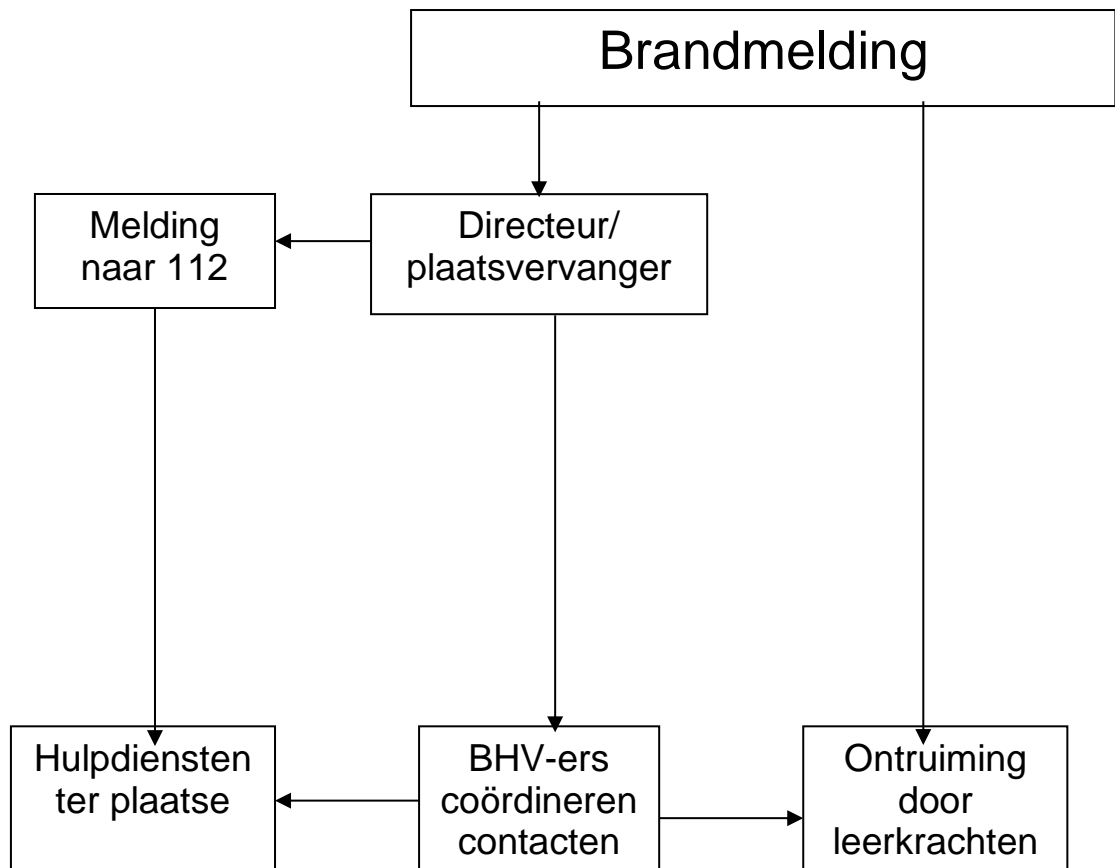 Brandmelding
Melding
naar 112
Directeur/
plaatsvervanger
Hulpdiensten
ter plaatse
BHV-ers
coördineren
contacten
Ontruiming
door
leerkrachten